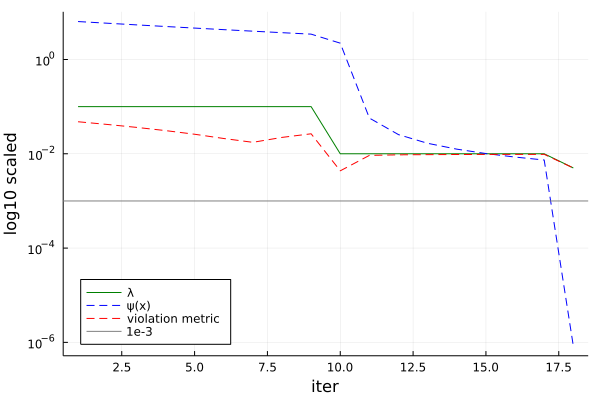 log10 scaled
10⁰
10⁻²
10⁻⁴
10⁻⁶
λ
ψ(x)
violation metric
1e-3
2.5 5.0 7.5 10.0 12.5 15.0 17.5
iter